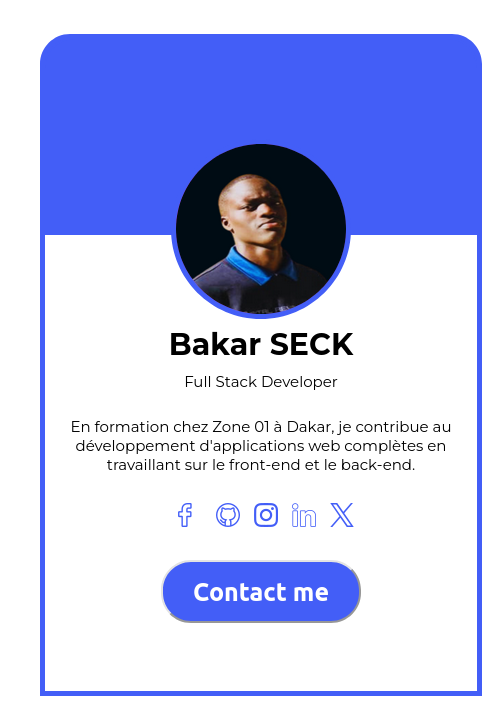 Bakar SECK
Full Stack Developer
En formation chez Zone 01 à Dakar, je contribue au
développement d'applications web complètes en
travaillant sur le front-end et le back-end.
Contact me